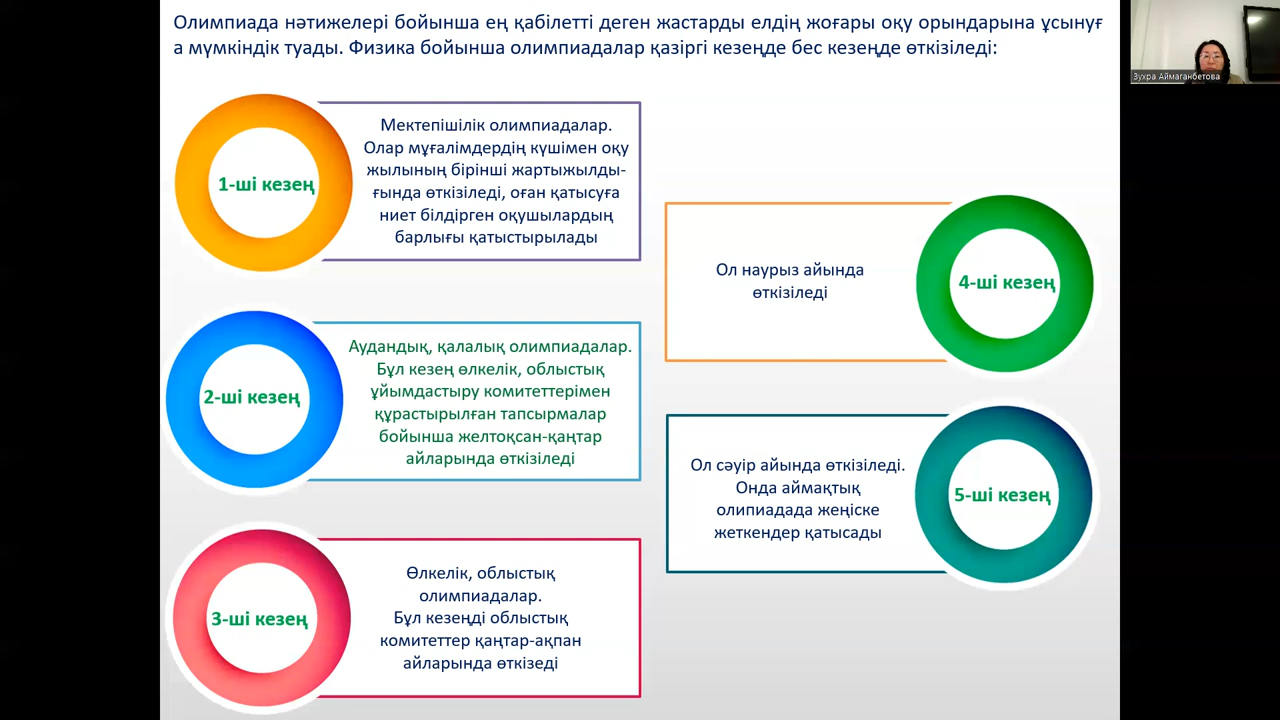 Олимпиада нәтижелері бойынша ең қабілетті деген жастарды елдің жоғары оқу орындарына ұсынуғ
а мүмкіндік туады. Физика бойынша олимпиадалар қазіргі кезеңде бес кезеңде өткізіледі:
1-ші кезең
Мектепішілік олимпиадалар.
Олар мұғалімдердің күшімен оқу
жылының бірінші жартыжылды-
ғында өткізіледі, оған қатысуға
ниет білдірген оқушылардың
барлығы қатыстырылады
2-ші кезең
Аудандық, қалалық олимпиадалар.
Бұл кезең өлкелік, облыстық
ұйымдастыру комитеттерімен
құрастырылған тапсырмалар
бойынша желтоқсан-қаңтар
айларында өткізіледі
3-ші кезең
Өлкелік, облыстық
олимпиадалар.
Бұл кезеңді облыстық
комитеттер қаңтар-ақпан
айларында өткізеді
Ол наурыз айында
өткізіледі
4-ші кезең
Ол сәуір айында өткізіледі.
Онда аймақтық
олипиадада жеңіске
жеткендер қатысады
5-ші кезең
Зухра Аймаганбетова